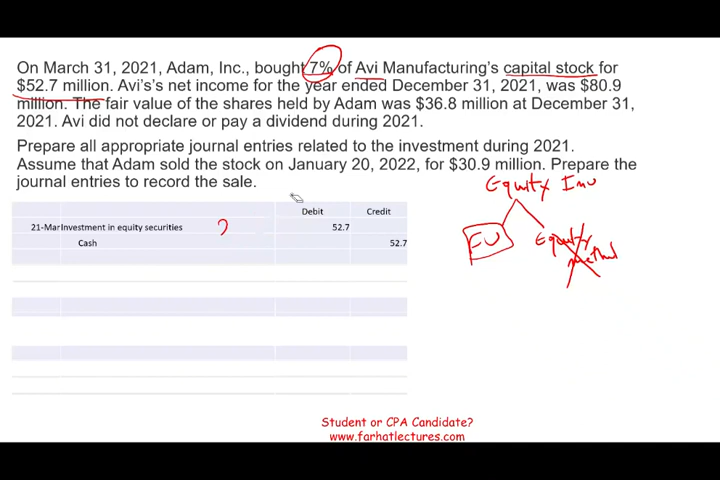 On March 31, 2021, Adam, Inc., bought 7% of Avi Manufacturing's capital stock for
$52.7 million. Avi's's net income for the year ended December 31, 2021, was $80.9
million. The fair value of the shares held by Adam was $36.8 million at December 31,
2021. Avi did not declare or pay a dividend during 2021.
Prepare all appropriate journal entries related to the investment during 2021.
Assume that Adam sold the stock on January 20, 2022, for $30.9 million. Prepare the
journal entries to record the sale.
Equity Inv
FV Equity method
Debit Credit
21-Mar Investment in equity securities 52.7
Cash 52.7
Student or CPA Candidate?
www.farhatlectures.com